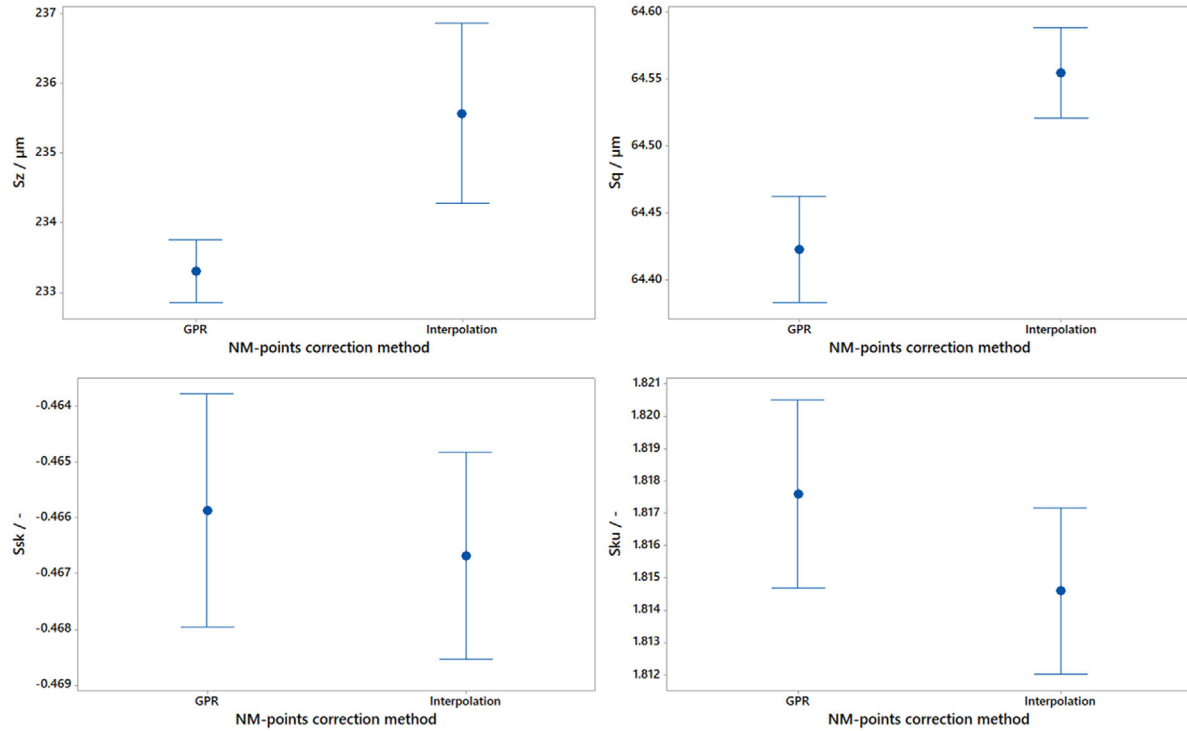 237
236
235
234
233
Sz / µm
GPR Interpolation
NM-points correction method
64.60
64.55
64.50
64.45
64.40
Sq / µm
GPR Interpolation
NM-points correction method
-0.464
-0.465
-0.466
-0.467
-0.468
-0.469
Ssk / -
GPR Interpolation
NM-points correction method
1.821
1.820
1.819
1.818
1.817
1.816
1.815
1.814
1.813
1.812
Sku / -
GPR Interpolation
NM-points correction method